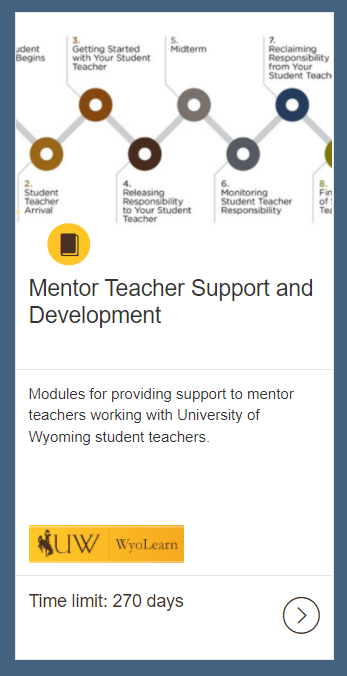 udent
Begins
3.
Getting Started
with Your Student
Teacher
5.
Midterm
7.
Reclaiming
Responsibility
from Your
Student Teach
2.
Student
Teacher
Arrival
4.
Releasing
Responsibility
to Your Student
Teacher
6.
Monitoring
Student Teacher
Responsibility
8.
Fin
of
Tea
Mentor Teacher Support and
Development
Modules for providing support to mentor
teachers working with University of
Wyoming student teachers.
UW WyoLearn
Time limit: 270 days